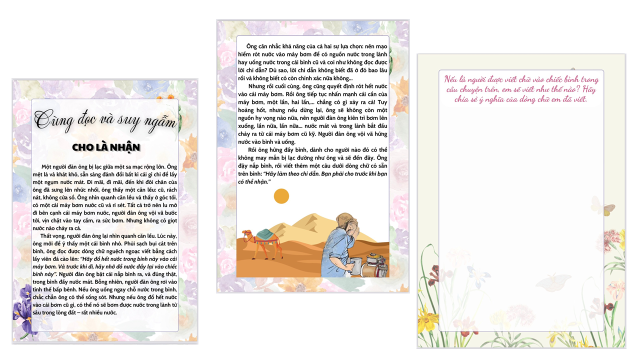 Cùng đọc và suy ngẫm
CHO LÀ NHẬN
Một người đàn ông bị lạc giữa một sa mạc rộng lớn. Ông
mệt lả và khát khô, sẵn sàng đánh đổi bất kì cái gì chỉ để lấy
một ngụm nước mát. Đi mãi, đi mãi, đến khi đôi chân của
ông đã sưng lên nhức nhối, ông thấy một căn lều: cũ, rách
nát, không cửa sổ. Ông nhìn quanh căn lều và thấy ở góc tối,
có một cái máy bơm nước cũ và rỉ sét. Tất cả trở nên lu mờ
đi bên cạnh cái máy bơm nước, người đàn ông vội vã bước
tới, vịn chặt vào tay cầm, ra sức bơm. Nhưng không có giọt
nước nào chảy ra cả.
Thất vọng, người đàn ông lại nhìn quanh căn lều. Lúc này,
ông mới để ý thấy một cái bình nhỏ. Phủi sạch bụi cát trên
bình, ông đọc được dòng chữ nguệch ngoạc viết bằng cách
lấy viên đá cào lên: "Hãy đổ hết nước trong bình này vào cái
máy bơm. Và trước khi đi, hãy nhớ đổ nước đầy lại vào chiếc
bình này". Người đàn ông bật cái nắp bình ra, và đúng thật,
trong bình đầy nước mát. Bỗng nhiên, người đàn ông rơi vào
tình thế bấp bênh. Nếu ông uống ngay chỗ nước trong bình,
chắc chắn ông có thể sống sót. Nhưng nếu ông đổ hết nước
vào cái bơm cũ gỉ, có thể nó sẽ bơm được nước trong lành từ
sâu trong lòng đất – rất nhiều nước.
Ông cân nhắc khả năng của cả hai sự lựa chọn: nên mạo
hiểm rót nước vào máy bơm để có nguồn nước trong lành
hay uống nước trong cái bình cũ và coi như không đọc được
lời chỉ dẫn? Dù sao, lời chỉ dẫn không biết đã ở đó bao lâu
rồi và không biết có còn chính xác nữa không...
Nhưng rồi cuối cùng, ông cũng quyết định rót hết nước
vào cái máy bơm. Rồi ông tiếp tục nhấn mạnh cái cần của
máy bơm, một lần, hai lần,... chẳng có gì xảy ra cả! Tuy
hoảng hốt, nhưng nếu dừng lại, ông sẽ không còn một
nguồn hy vọng nào nữa, nên người đàn ông kiên trì bơm lên
xuống, lần nữa, lần nữa... nước mát và trong lành bắt đầu
chảy ra từ cái máy bơm cũ kỹ. Người đàn ông vội vã hứng
nước vào bình và uống.
Rồi ông hứng đầy bình, dành cho người nào đó có thể
không may mắn bị lạc đường như ông và sẽ đến đây. Ông
đậy nắp bình, rồi viết thêm một câu dưới dòng chữ có sẵn
trên bình: "Hãy làm theo chỉ dẫn. Bạn phải cho trước khi bạn
có thể nhận."
Nếu là người được viết chữ vào chiếc bình trong
câu chuyện trên, em sẽ viết như thế nào? Hãy
chia sẻ ý nghĩa của dòng chữ em đã viết.